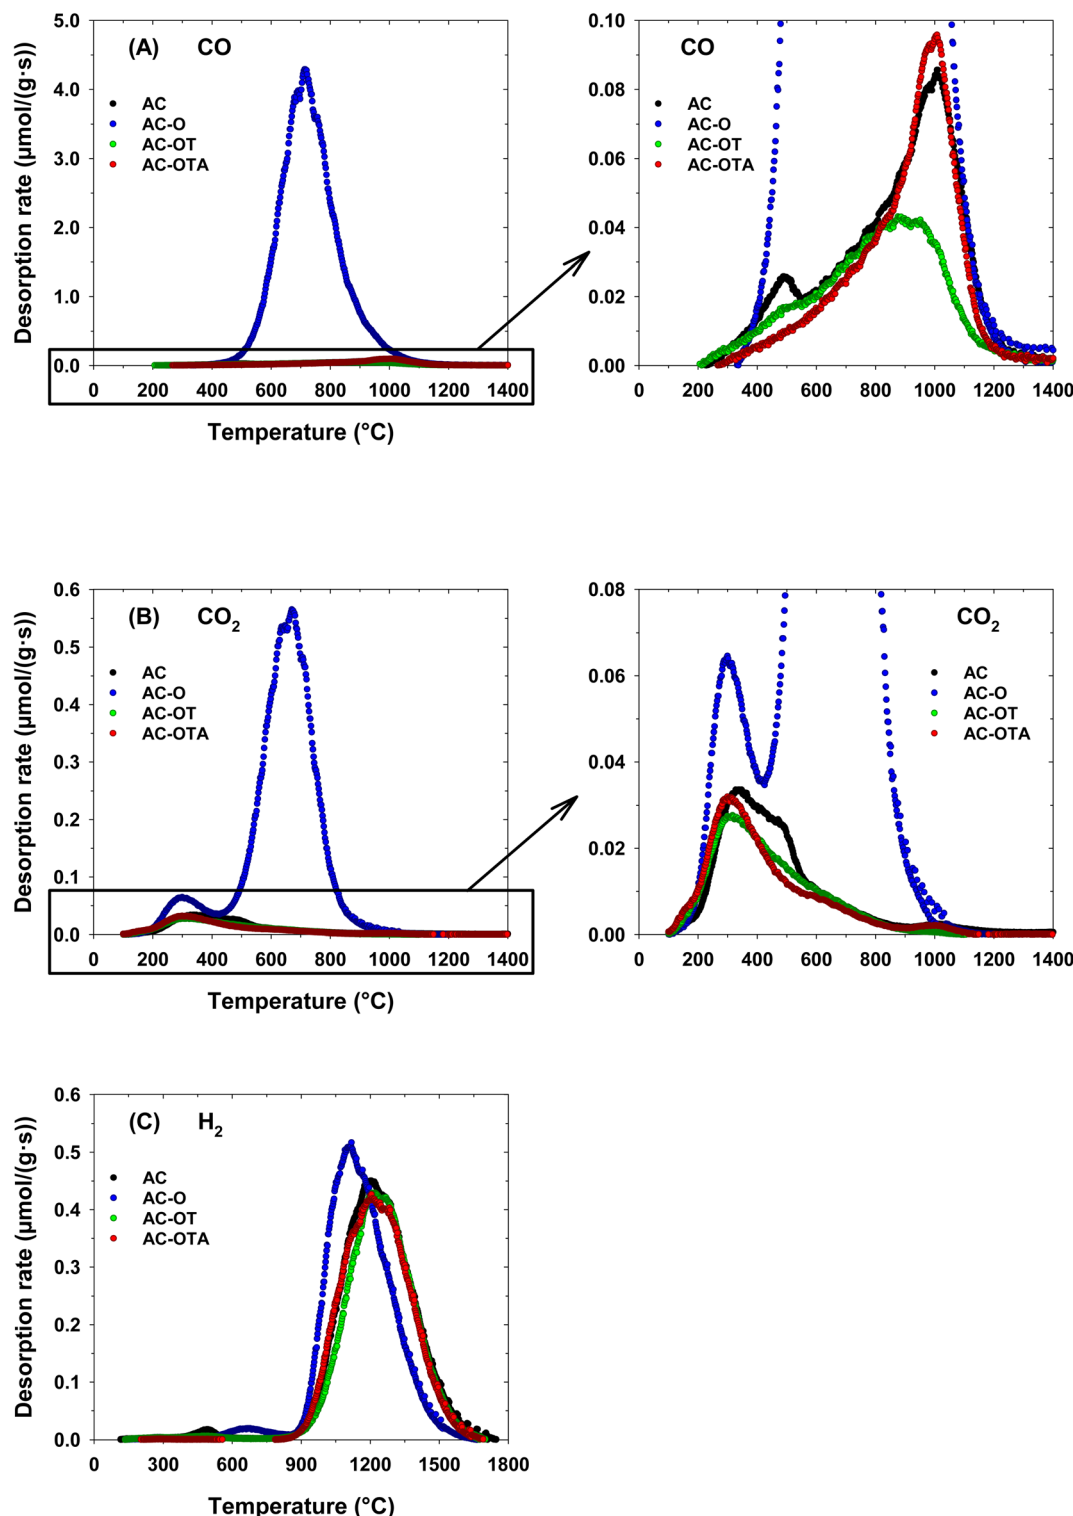 (A) CO
Desorption rate (µmol/(g·s))
5.0
4.0
3.0
2.0
1.0
0.0
AC
AC-O
AC-OT
AC-OTA
0 200 400 600 800 1000 1200 1400
Temperature (°C)
CO
0.10
0.08
0.06
0.04
0.02
0.00
AC
AC-O
AC-OT
AC-OTA
0 200 400 600 800 1000 1200 1400
(B) CO₂
Desorption rate (µmol/(g·s))
0.6
0.5
0.4
0.3
0.2
0.1
0.0
AC
AC-O
AC-OT
AC-OTA
0 200 400 600 800 1000 1200 1400
Temperature (°C)
CO₂
0.08
0.06
0.04
0.02
0.00
AC
AC-O
AC-OT
AC-OTA
0 200 400 600 800 1000 1200 1400
(C) H₂
Desorption rate (µmol/(g·s))
0.6
0.5
0.4
0.3
0.2
0.1
0.0
AC
AC-O
AC-OT
AC-OTA
0 300 600 900 1200 1500 1800
Temperature (°C)